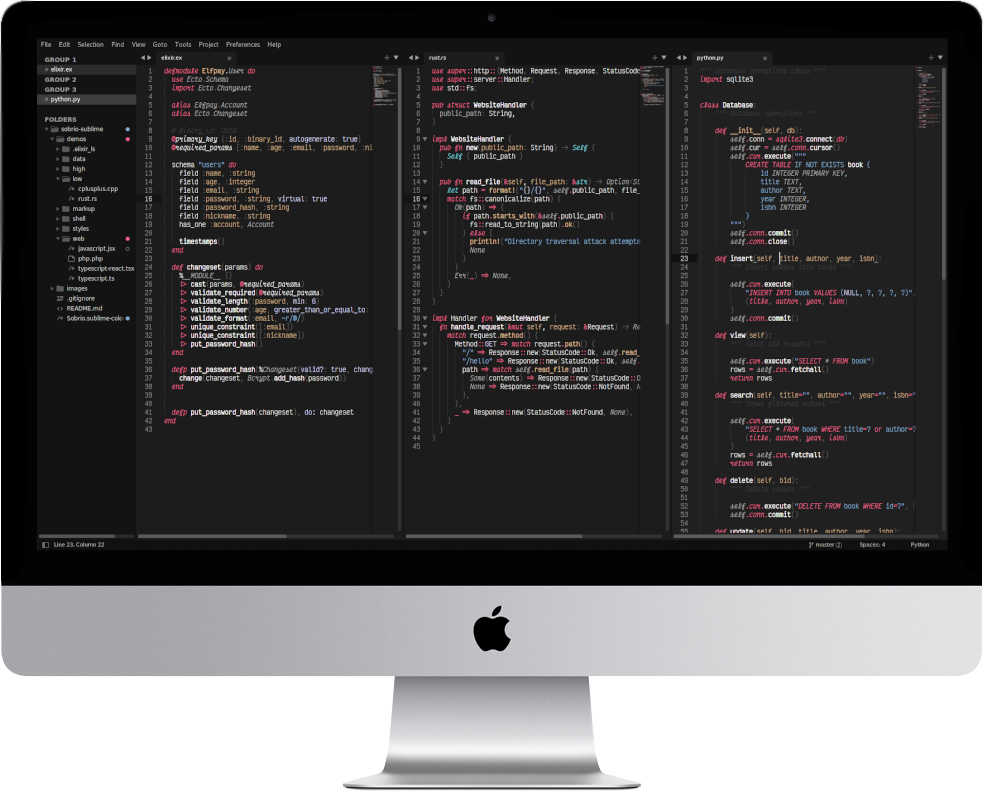 File Edit Selection Find View Goto Tools Project Preferences Help
GROUP 1
elixir.ex
GROUP 2
GROUP 3
python.py
FOLDERS
sobrio-sublime
demos
.elixir_ls
data
high
low
cplusplus.cpp
rust.rs
markup
shell
styles
web
javascript.jsx
php.php
typescript-react.tsx
typescript.ts
images
.gitignore
README.md
Sobrio.sublime-colo
elixir.ex
1 defmodule Elfpay.User do
2 use Ecto.Schema
3 import Ecto.Changeset
4
5 alias Elfpay.Account
6 alias Ecto.Changeset
7
8
9 @primary_key {:id, :binary_id, autogenerate: true}
10 @required_params [:name, :age, :email, :password, :ni
11
12 schema "users" do
13 field :name, :string
14 field :age, :integer
15 field :email, :string
16 field :password, :string, virtual: true
17 field :password_hash, :string
18 field :nickname, :string
19 has_one :account, Account
20
21 timestamps()
22 end
23
24 def changeset(params) do
25 %__MODULE__{}
26 |> cast(params, @required_params)
27 |> validate_required(@required_params)
28 |> validate_length(:password, min: 6)
29 |> validate_number(:age, greater_than_or_equal_to:
30 |> validate_format(:email, ~r/@/)
31 |> unique_constraint([:email])
32 |> unique_constraint([:nickname])
33 |> put_password_hash()
34 end
35
36 defp put_password_hash(%Changeset{valid?: true, chang
37 change(changeset, Bcrypt.add_hash(password))
38 end
39
40
41 defp put_password_hash(changeset), do: changeset
42 end
43
rust.rs
1 use super::http::{Method, Request, Response, StatusCode
2 use super::server::Handler;
3 use std::fs;
4
5 pub struct WebsiteHandler {
6 public_path: String,
7 }
8
9 impl WebsiteHandler {
10 pub fn new(public_path: String) -> Self {
11 Self { public_path }
12 }
13
14 pub fn read_file(&self, file_path: &str) -> Option<St
15 let path = format!("{}/{}", self.public_path, file_
16 match fs::canonicalize(path) {
17 Ok(path) => {
18 if path.starts_with(&self.public_path) {
19 fs::read_to_string(path).ok()
20 } else {
21 println!("Directory traversal attack attempte
22 None
23 }
24 }
25 Err(_) => None,
26 }
27 }
28 }
29
30 impl Handler for WebsiteHandler {
31 fn handle_request(&mut self, request: &Request) -> Re
32 match request.method() {
33 Method::GET => match request.path() {
34 "/" => Response::new(StatusCode::Ok, self.read_
35 "/hello" => Response::new(StatusCode::Ok, self.
36 path => match self.read_file(path) {
37 Some(contents) => Response::new(StatusCode::O
38 None => Response::new(StatusCode::NotFound, N
39 },
40 },
41 _ => Response::new(StatusCode::NotFound, None),
42 }
43 }
44 }
45
python.py
1
2 import sqlite3
3
4
5 class Database:
6
7
8 def __init__(self, db):
9 self.conn = sqlite3.connect(db)
10 self.cur = self.conn.cursor()
11 self.cur.execute("""
12 CREATE TABLE IF NOT EXISTS book (
13 id INTEGER PRIMARY KEY,
14 title TEXT,
15 author TEXT,
16 year INTEGER,
17 isbn INTEGER
18 )
19 """)
20 self.conn.commit()
21 self.conn.close()
22
23 def insert(self, title, author, year, isbn):
24 """ Insert values into table """
25
26 self.cur.execute(
27 "INSERT INTO book VALUES (NULL, ?, ?, ?, ?)",
28 (title, author, year, isbn)
29 )
30 self.conn.commit()
31
32 def view(self):
33
34
35 self.cur.execute("SELECT * FROM book")
36 rows = self.cur.fetchall()
37 return rows
38
39 def search(self, title="", author="", year="", isbn="
40
41
42 self.cur.execute(
43 "SELECT * FROM book WHERE title=? or author=?
44 (title, author, year, isbn)
45 )
46 rows = self.cur.fetchall()
47 return rows
48
49 def delete(self, bid):
50 """ Delete values """
51
52 self.cur.execute("DELETE FROM book WHERE id=?", (
53 self.conn.commit()
54
55 def update(self, bid, title, author, year, isbn):
Line 23, Column 22
master
Spaces: 4
Python